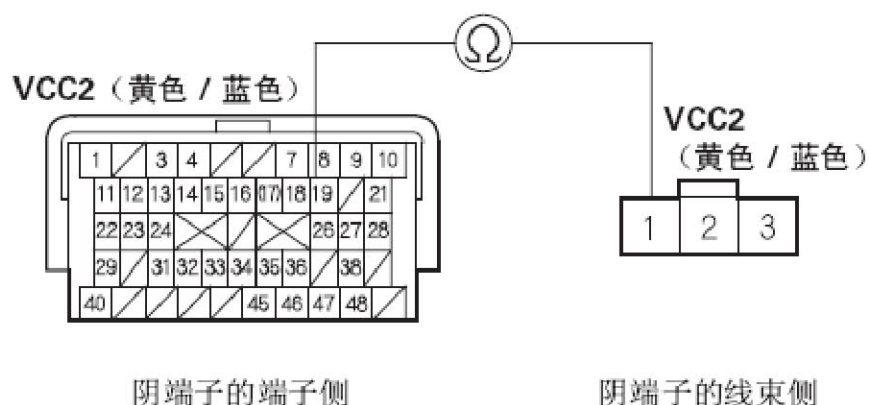 Ω
VCC2（黄色 / 蓝色）
VCC2
（黄色 / 蓝色）
1 3 4 7 8 9 10
11 12 13 14 15 16 (17) 18 19 21
22 23 24 26 27 28
29 31 32 33 34 35 36 38
40 45 46 47 48
1 2 3
阴端子的端子侧
阴端子的线束侧